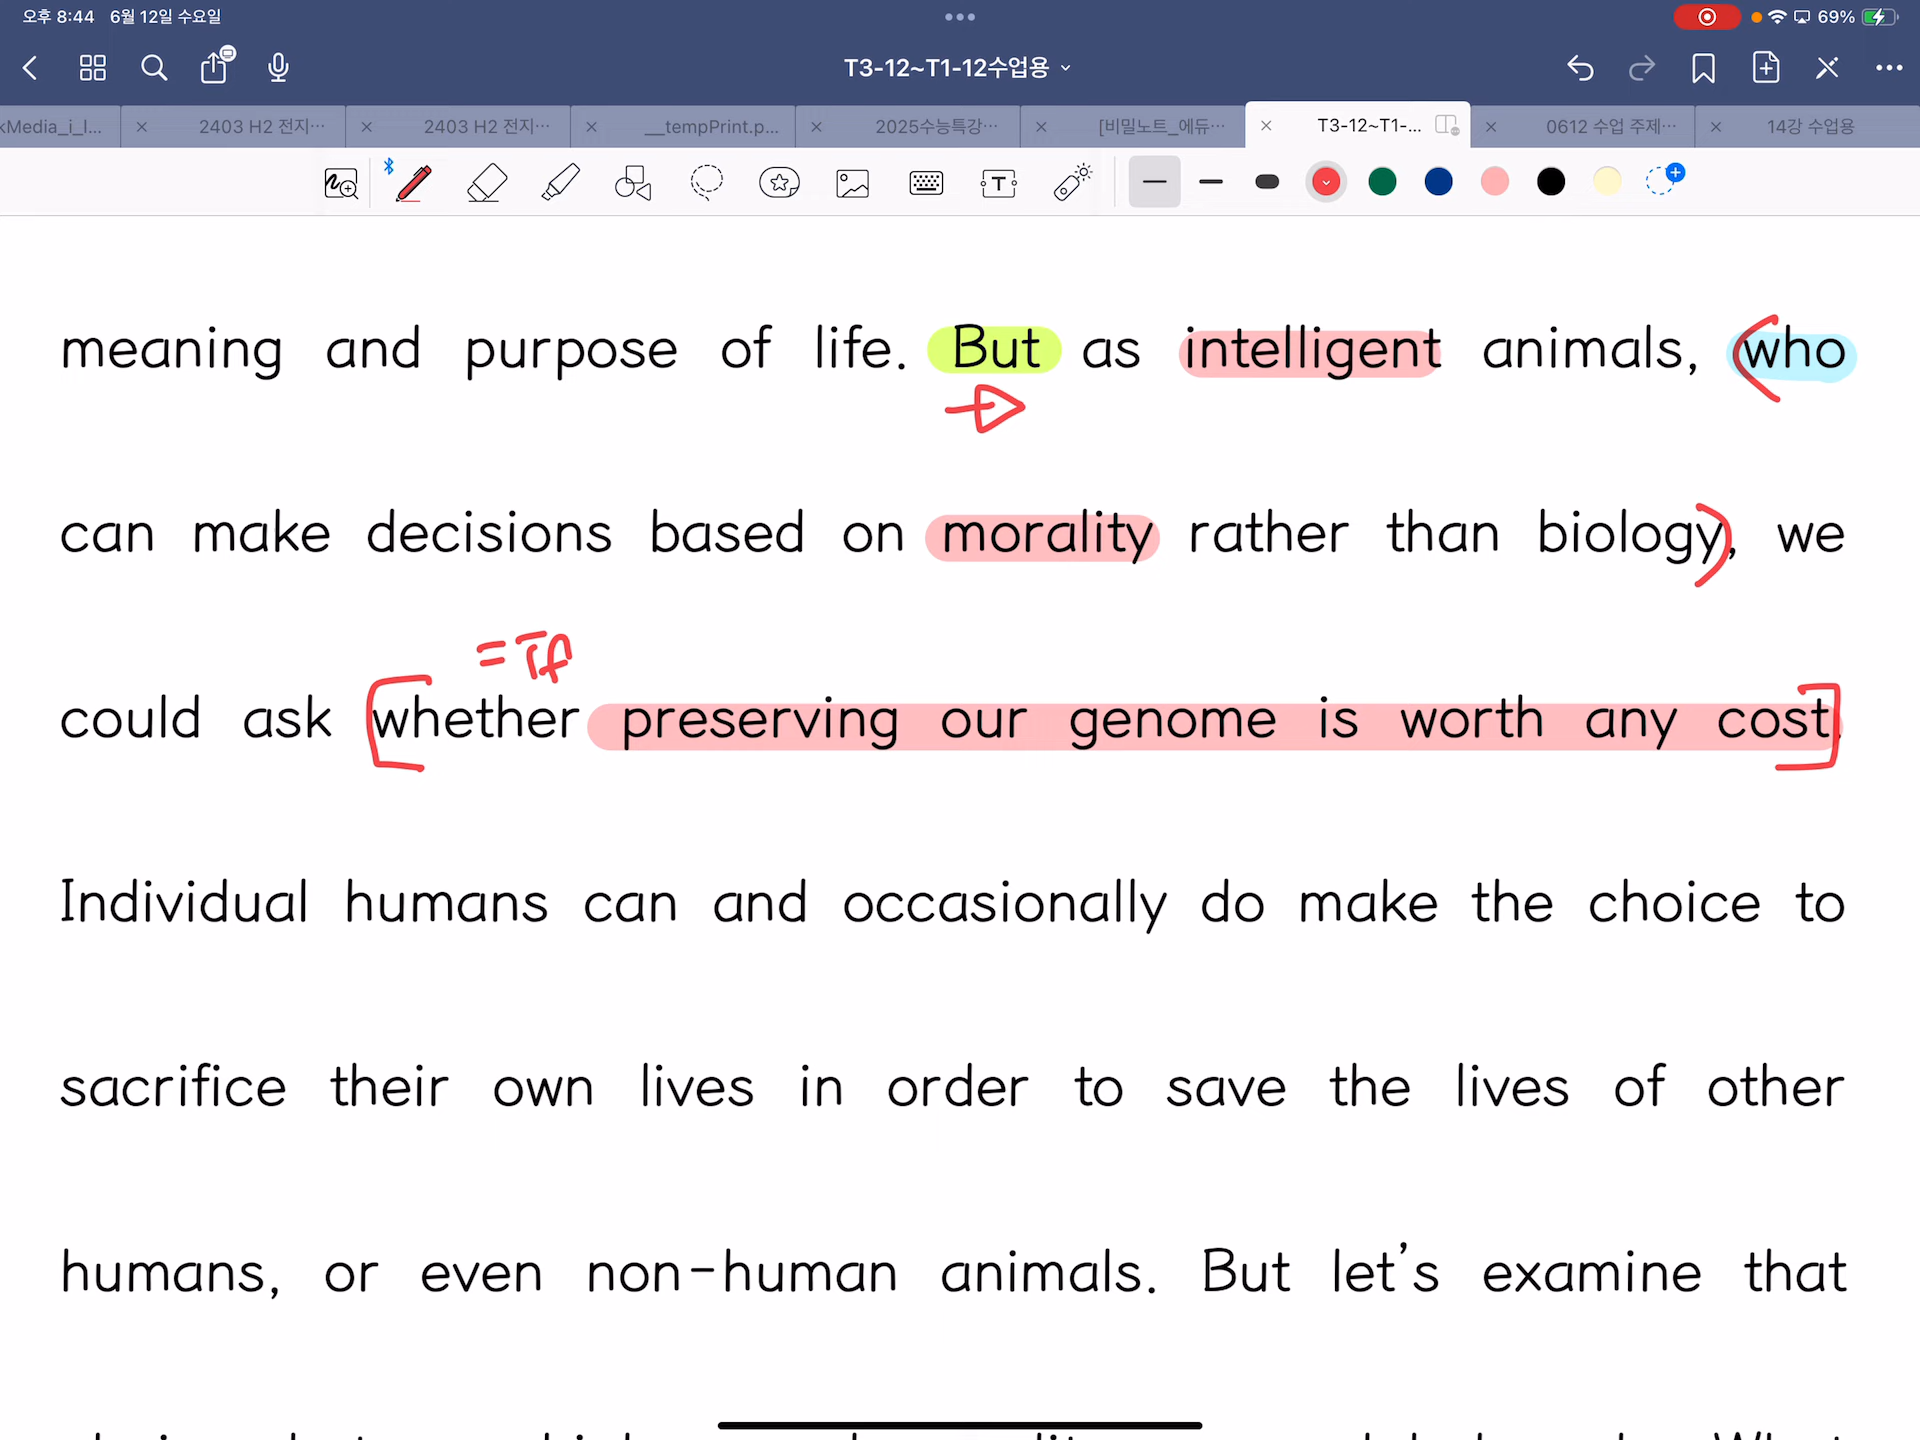 오후 8:44 6월 12일 수요일
69%
T3-12~T1-12수업용
kMedia_i_l...
2403 H2 전지...
2403 H2 전지...
__tempPrint.p...
2025수능특강...
[비밀노트_에듀...
T3-12~T1-...
0612 수업 주제...
14강 수업용
T
meaning and purpose of life. But as intelligent animals, (who
can make decisions based on morality rather than biology), we
= if
could ask [whether preserving our genome is worth any cost].
Individual humans can and occasionally do make the choice to
sacrifice their own lives in order to save the lives of other
humans, or even non-human animals. But let's examine that